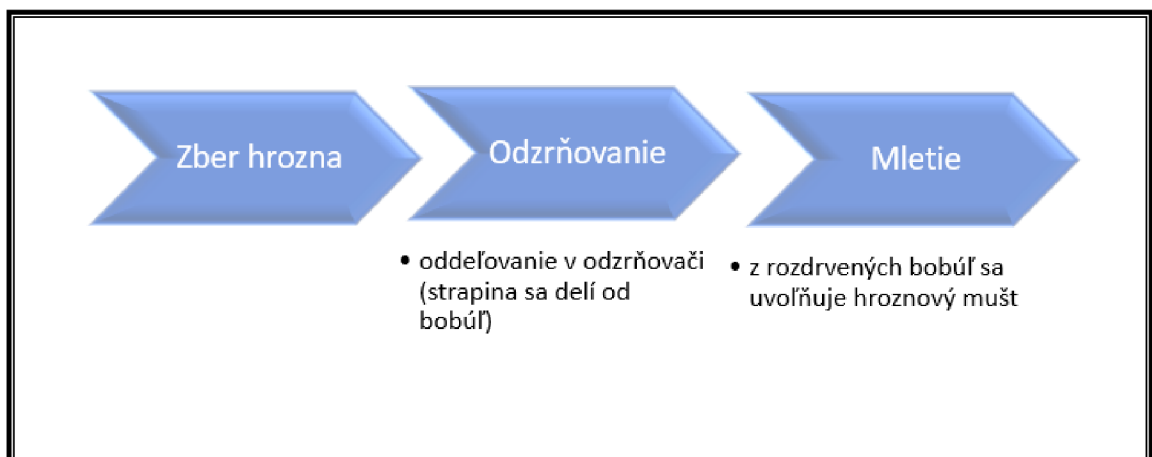 Zber hrozna
Odzrňovanie
Mletie
• oddeľovanie v odzrňovači
(strapina sa delí od
bobúľ)
• z rozdrvených bobúľ sa
uvoľňuje hroznový mušt